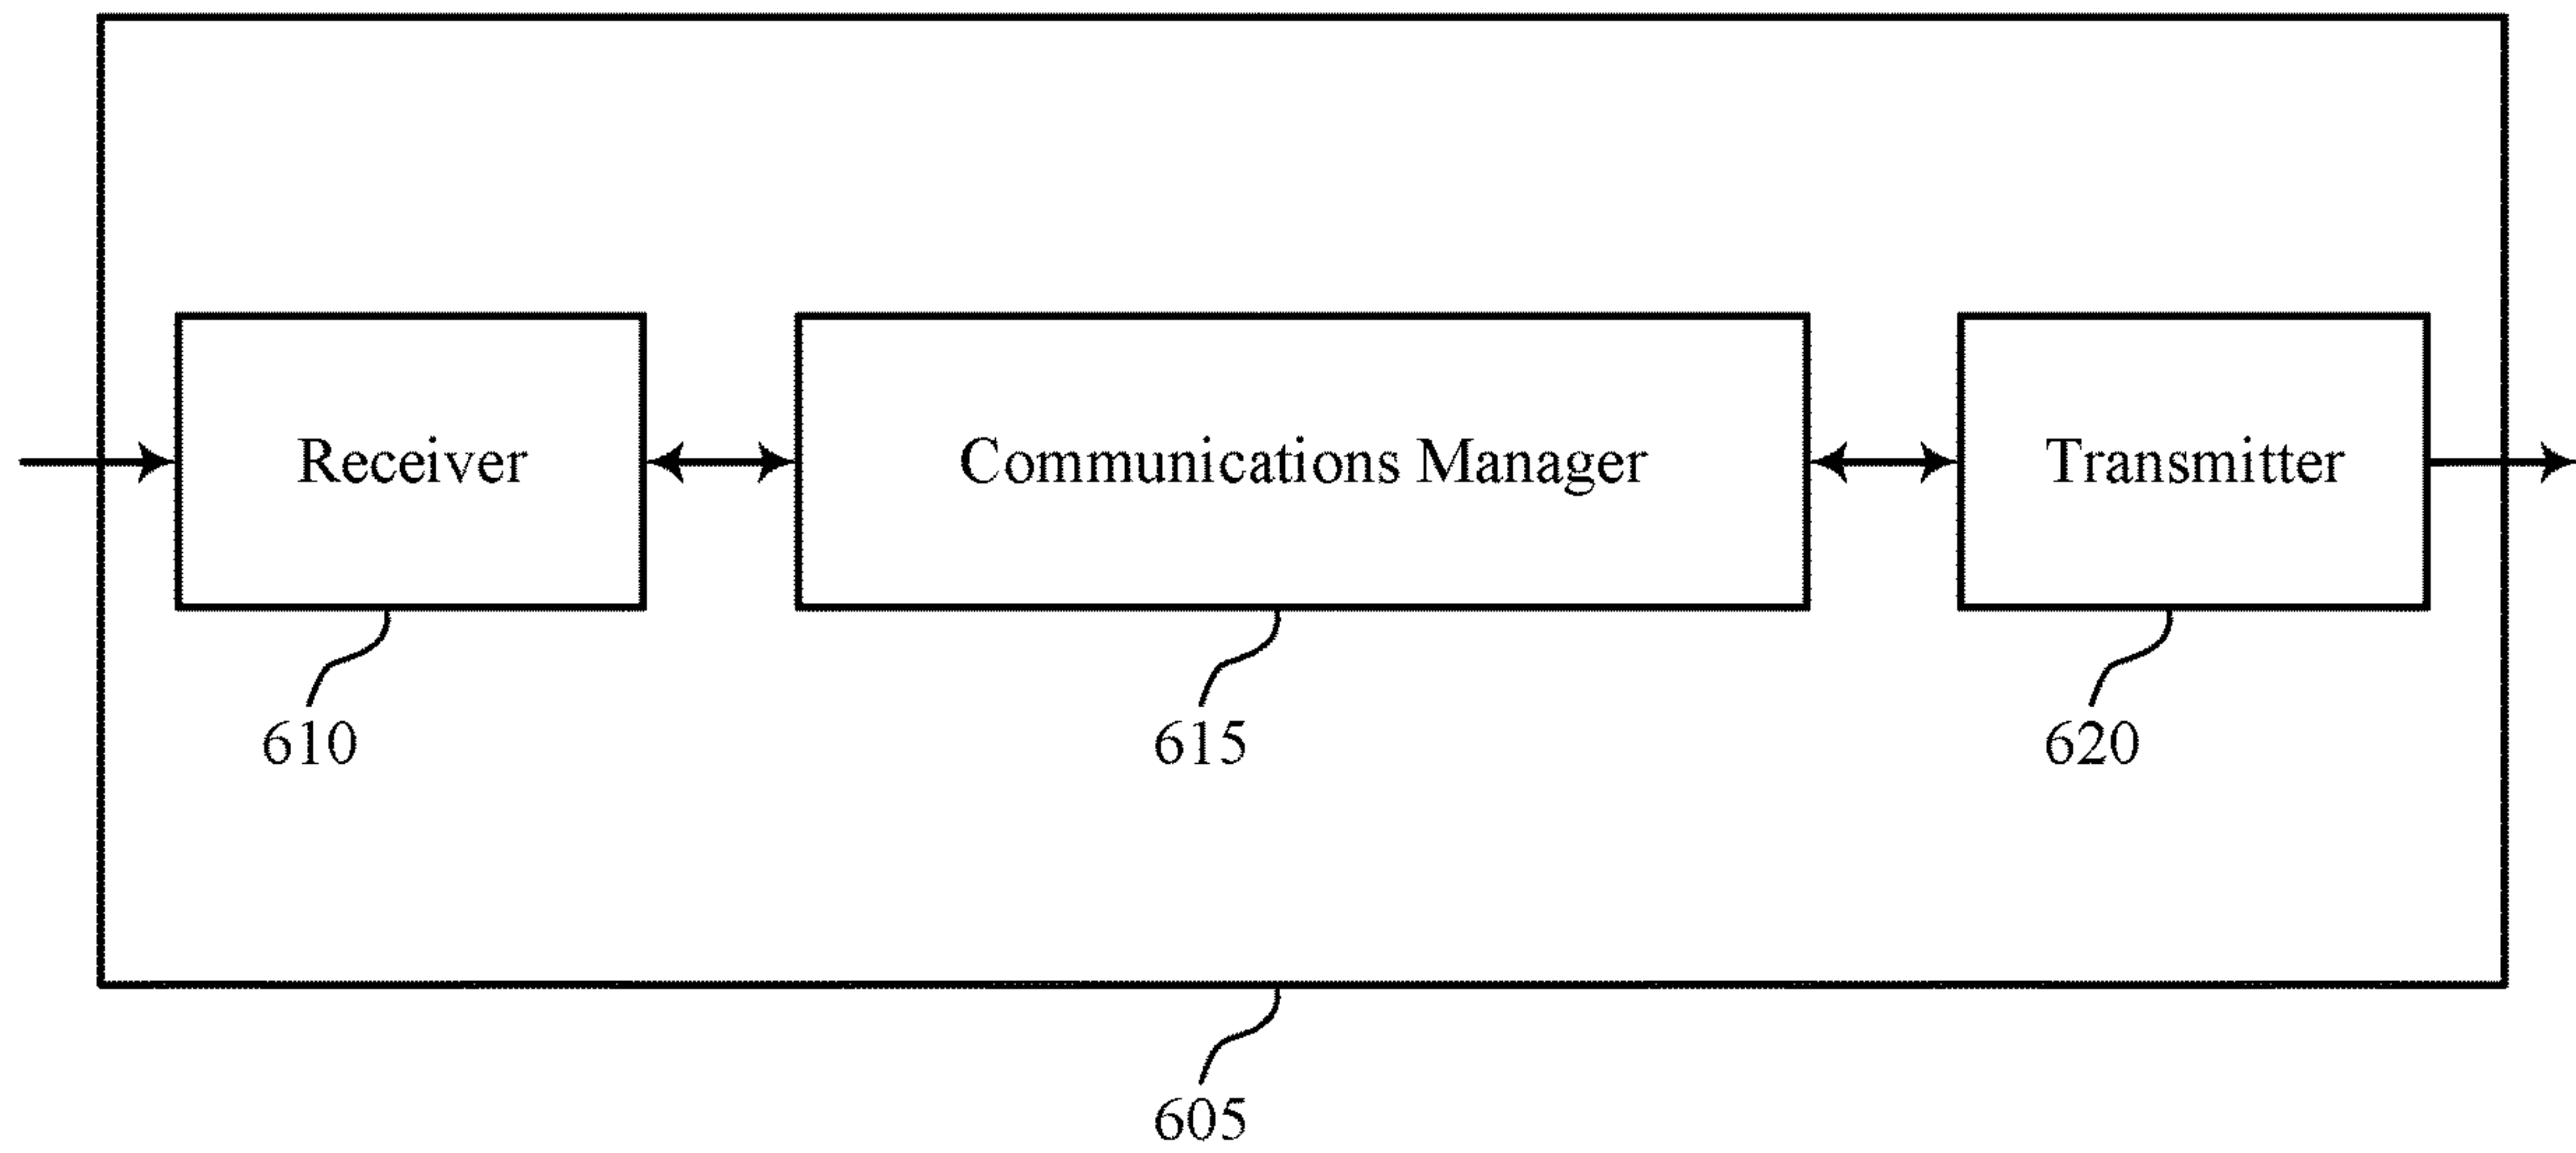 Receiver
Communications Manager
Transmitter
610
615
620
605